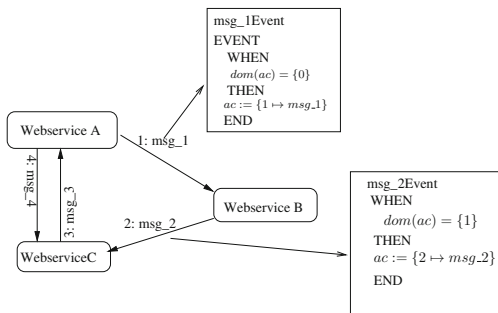 msg_1Event
EVENT
WHEN
dom(ac) = {0}
THEN
ac := {1 ↦ msg_1}
END
Webservice A
1: msg_1
4: msg_4
3: msg_3
Webservice B
2: msg_2
WebserviceC
msg_2Event
WHEN
dom(ac) = {1}
THEN
ac := {2 ↦ msg_2}
END